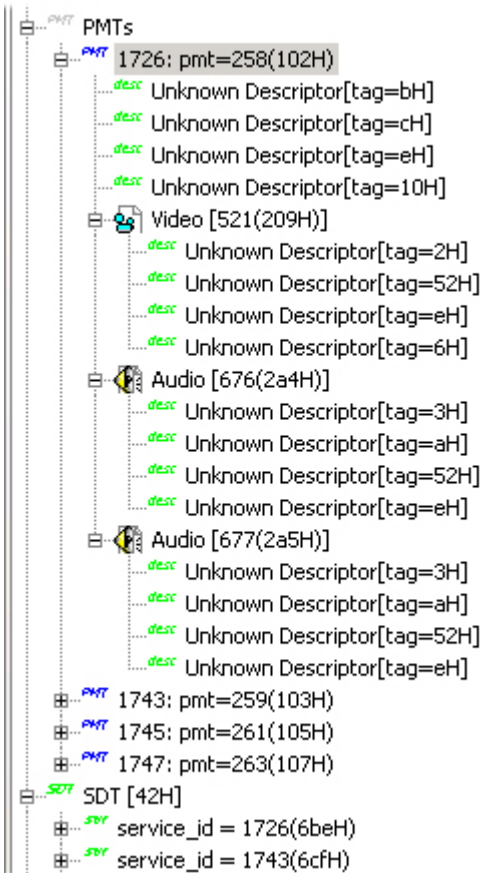 PMT PMTs
PMT 1726: pmt=258(102H)
desc Unknown Descriptor[tag=bH]
desc Unknown Descriptor[tag=cH]
desc Unknown Descriptor[tag=eH]
desc Unknown Descriptor[tag=10H]
Video [521(209H)]
desc Unknown Descriptor[tag=2H]
desc Unknown Descriptor[tag=52H]
desc Unknown Descriptor[tag=eH]
desc Unknown Descriptor[tag=6H]
Audio [676(2a4H)]
desc Unknown Descriptor[tag=3H]
desc Unknown Descriptor[tag=aH]
desc Unknown Descriptor[tag=52H]
desc Unknown Descriptor[tag=eH]
Audio [677(2a5H)]
desc Unknown Descriptor[tag=3H]
desc Unknown Descriptor[tag=aH]
desc Unknown Descriptor[tag=52H]
desc Unknown Descriptor[tag=eH]
PMT 1743: pmt=259(103H)
PMT 1745: pmt=261(105H)
PMT 1747: pmt=263(107H)
SDT SDT [42H]
service_id = 1726(6beH)
service_id = 1743(6cfH)